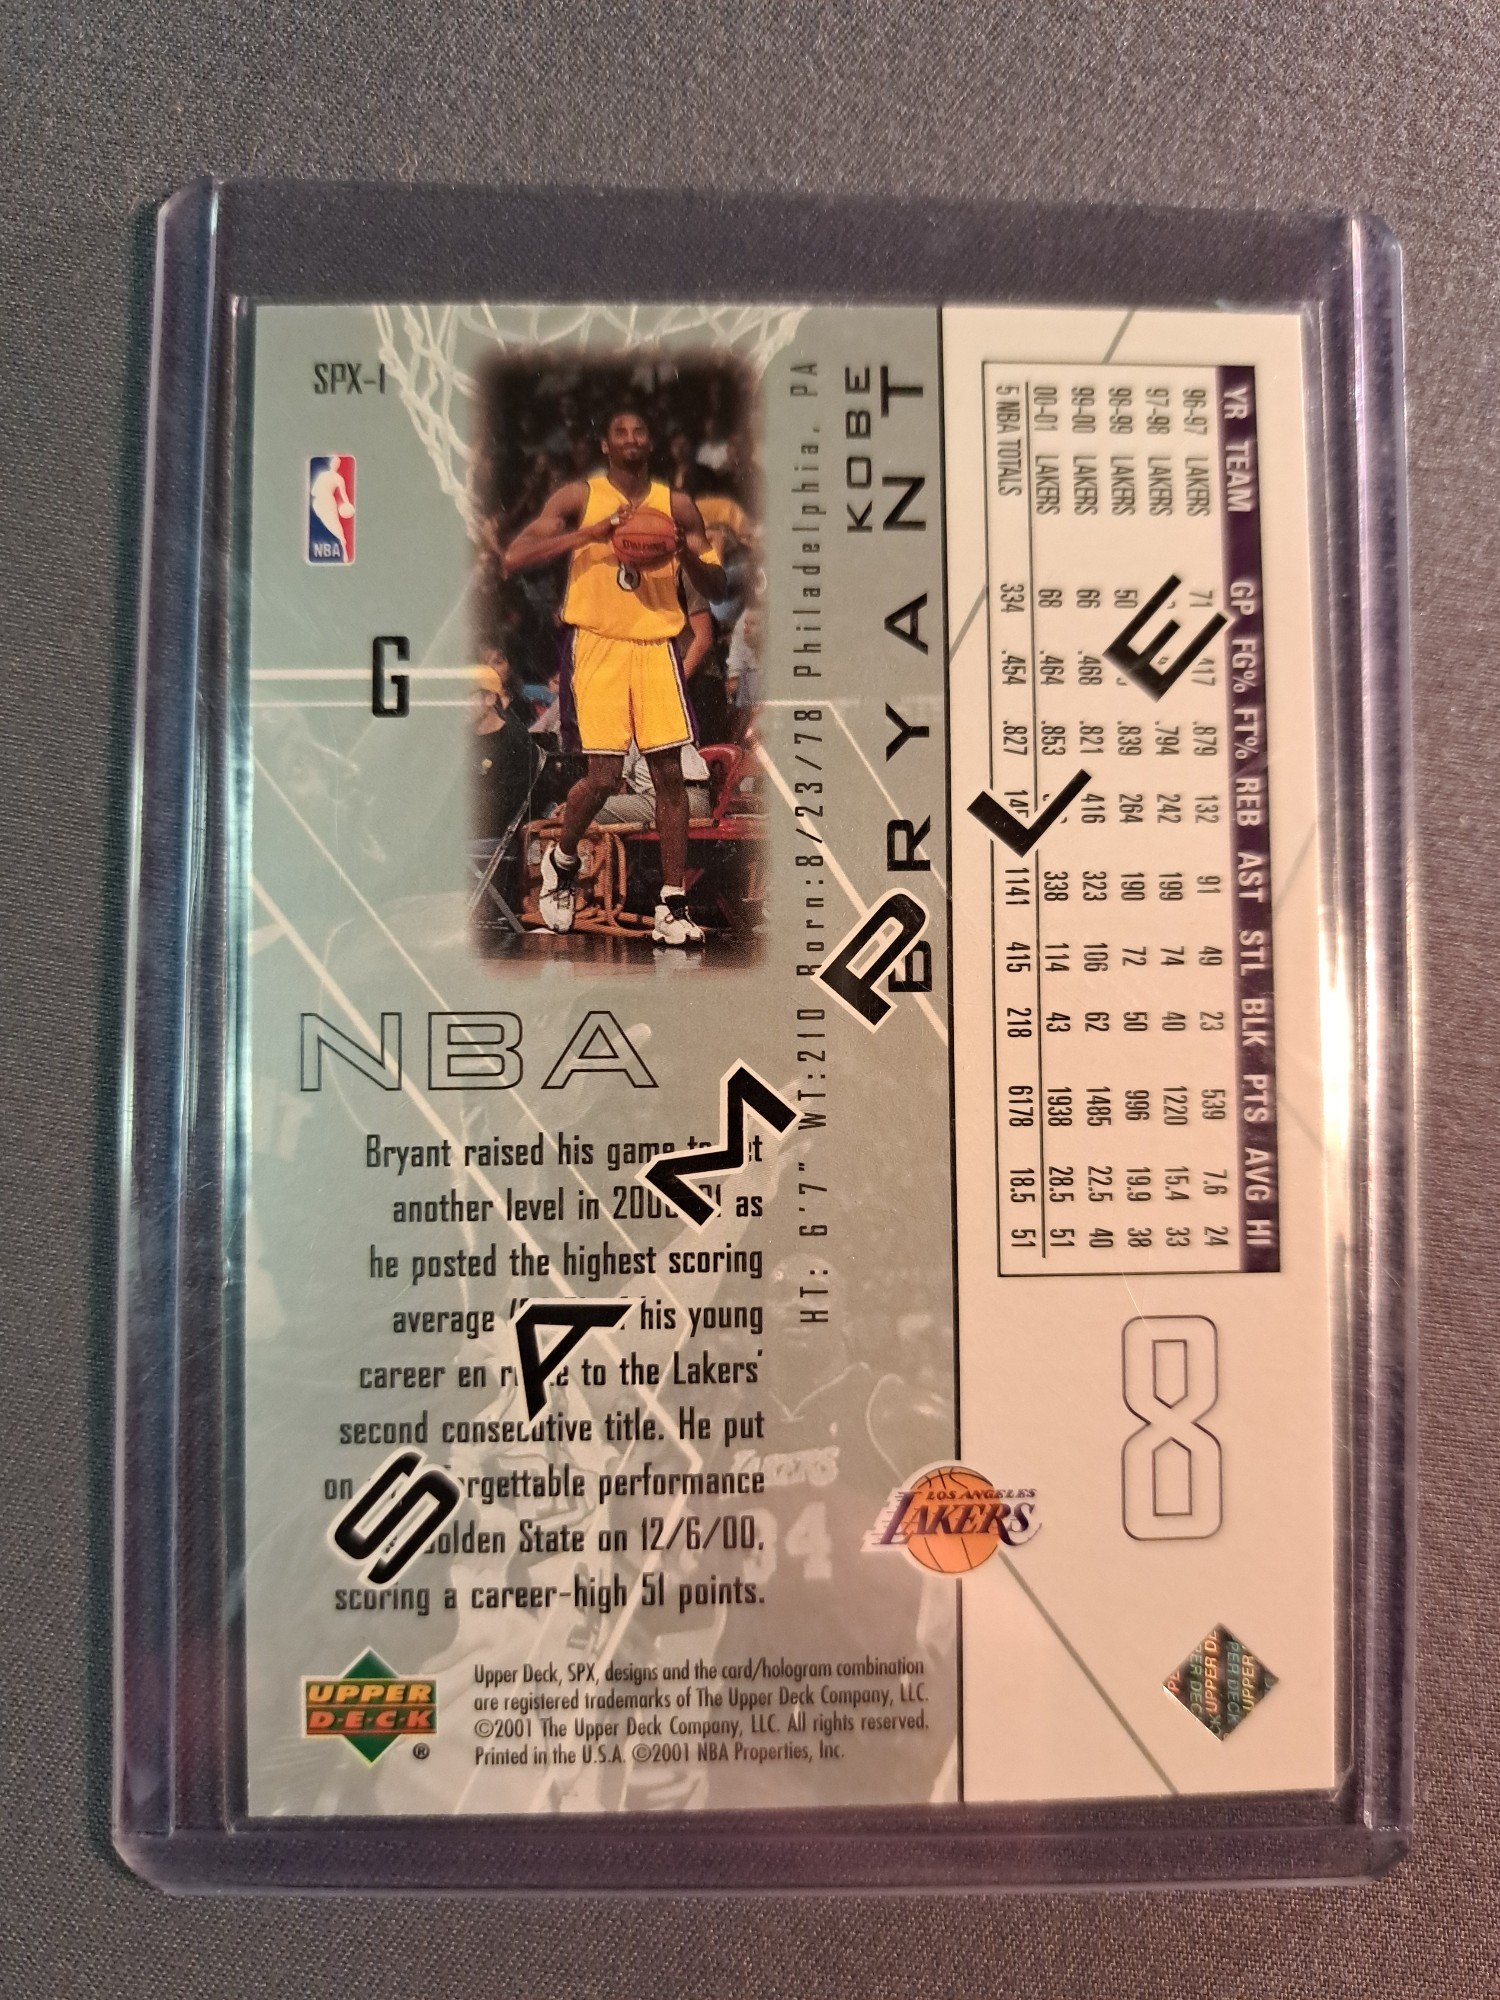 SPX-1
NBA
G
KOBE
BRYANT
HT: 6'7" WT:210 Born:8/23/78 Philadelphia, PA
NBA
Bryant raised his game to
another level in as
he posted the highest scoring
average his young
career en to the Lakers'
second consecutive title. He put
on performance
Golden State on 12/6/00,
scoring a career-high 51 points.
YR TEAM GP FG% FT% REB AST STL BLK PTS AVG HI
96-97 LAKERS 71 .417 .879 132 91 49 23 539 7.6 24
97-98 LAKERS .794 242 199 74 40 1220 15.4 33
98-99 LAKERS 50 .839 264 190 72 50 996 19.9 38
99-00 LAKERS 66 .468 .821 416 323 106 62 1485 22.5 40
00-01 LAKERS 68 .464 .853 338 114 43 1938 28.5 51
5 NBA TOTALS 334 .454 .827 1141 415 218 6178 18.5 51
8
LOS ANGELES
LAKERS
SAMPLE
UPPER
DECK
®
Upper Deck, SPX, designs and the card/hologram combination
are registered trademarks of The Upper Deck Company, LLC.
©2001 The Upper Deck Company, LLC. All rights reserved.
Printed in the U.S.A. ©2001 NBA Properties, Inc.
UPPER DECK